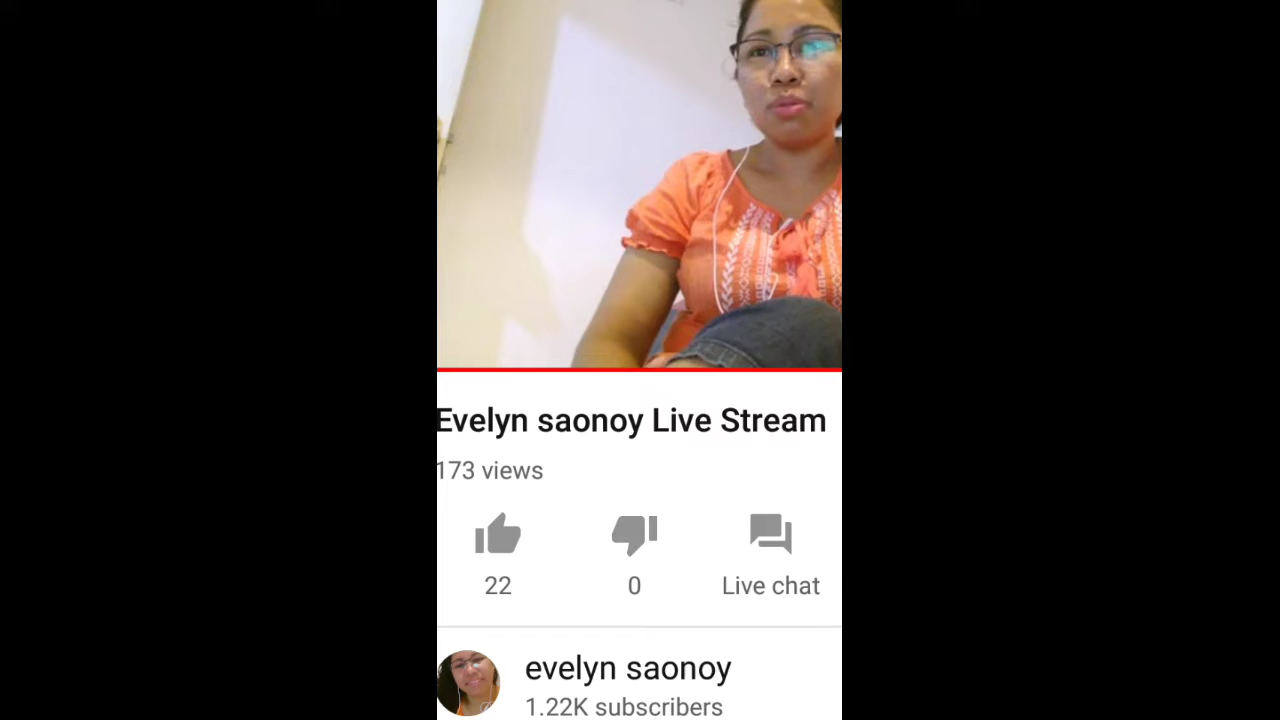 Evelyn saonoy Live Stream
173 views
22
0
Live chat
evelyn saonoy
1.22K subscribers